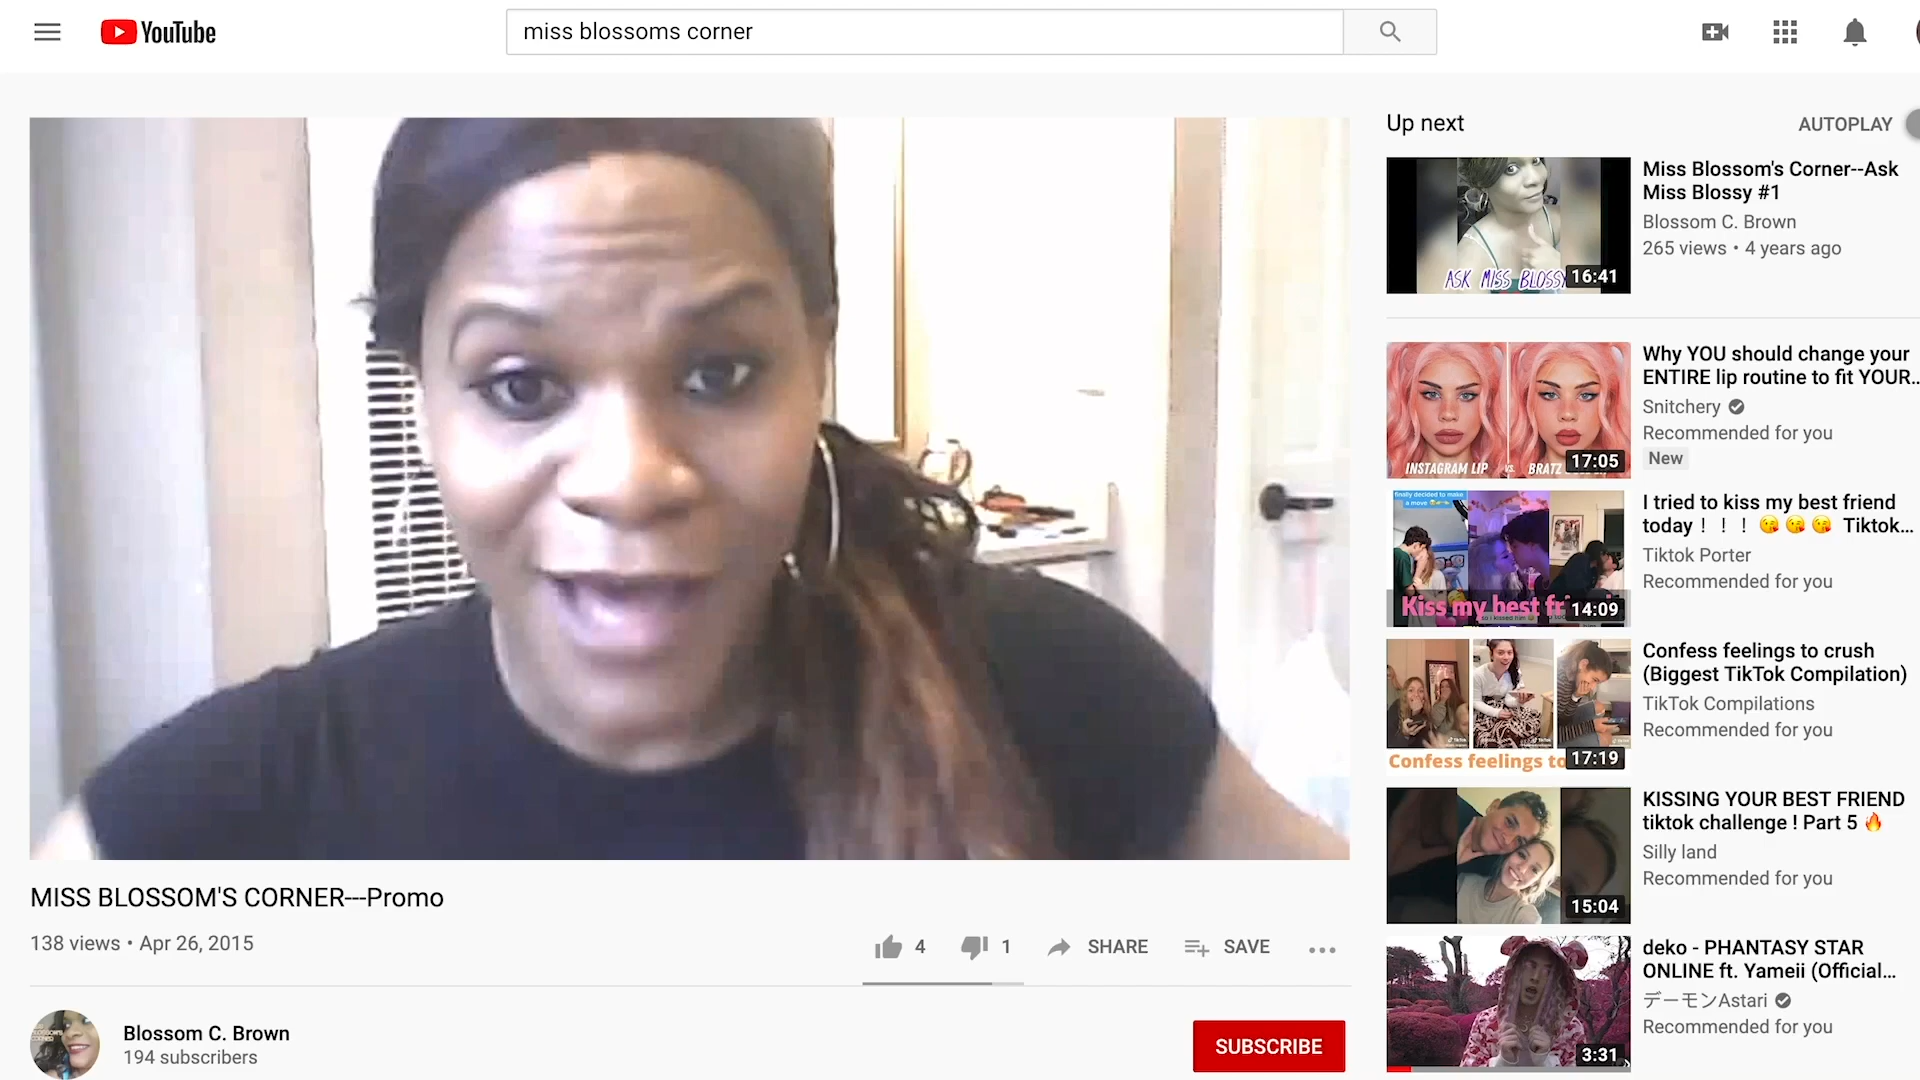 YouTube
miss blossoms corner
Up next
AUTOPLAY
Miss Blossom's Corner--Ask
Miss Blossy #1
Blossom C. Brown
265 views • 4 years ago
ASK MISS BLOSSY
16:41
Why YOU should change your
ENTIRE lip routine to fit YOUR...
Snitchery
Recommended for you
New
INSTAGRAM LIP VS. BRATZ
17:05
I tried to kiss my best friend
today！！！ 😘 😘 😘 Tiktok...
Tiktok Porter
Recommended for you
finally decided to make
a move
Kiss my best fr
14:09
Confess feelings to crush
(Biggest TikTok Compilation)
TikTok Compilations
Recommended for you
Confess feelings to
17:19
KISSING YOUR BEST FRIEND
tiktok challenge ! Part 5 🔥
Silly land
Recommended for you
15:04
deko - PHANTASY STAR
ONLINE ft. Yameii (Official...
デーモンAstari
Recommended for you
3:31
MISS BLOSSOM'S CORNER---Promo
138 views • Apr 26, 2015
4
1
SHARE
SAVE
Blossom C. Brown
194 subscribers
SUBSCRIBE